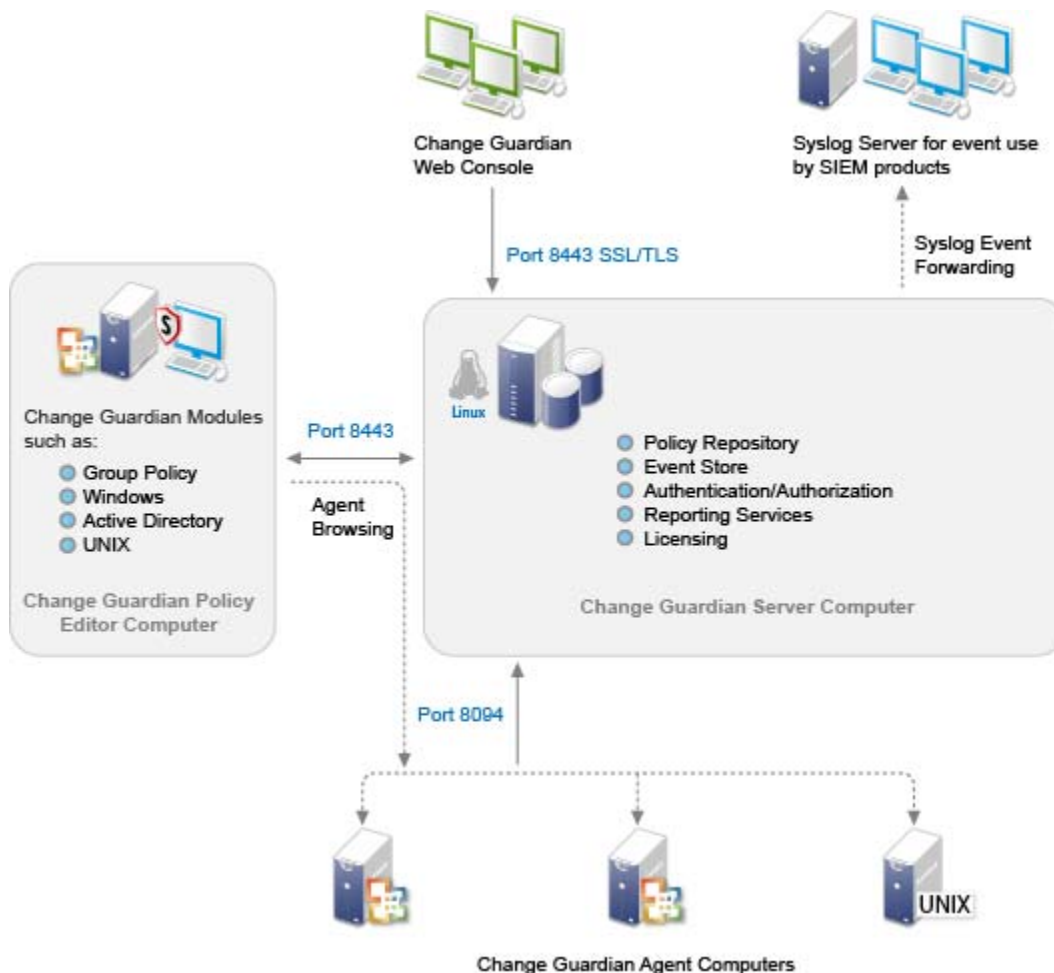 Change Guardian
Web Console
Syslog Server for event use
by SIEM products
Port 8443 SSL/TLS
Syslog Event
Forwarding
S
Change Guardian Modules
such as:
Group Policy
Windows
Active Directory
UNIX
Change Guardian Policy
Editor Computer
Port 8443
Agent
Browsing
Linux
Policy Repository
Event Store
Authentication/Authorization
Reporting Services
Licensing
Change Guardian Server Computer
Port 8094
UNIX
Change Guardian Agent Computers